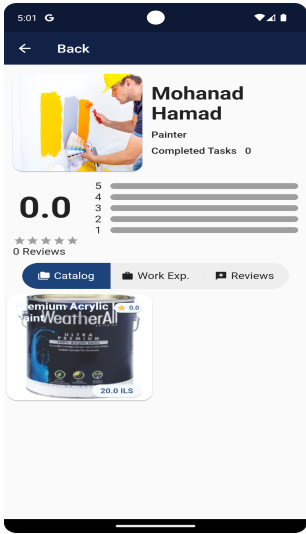 5:01 G
Back
Mohanad
Hamad
Painter
Completed Tasks 0
0.0
5
4
3
2
1
0 Reviews
Catalog
Work Exp.
Reviews
emium Acrylic
aint
0.0
WeatherAll
ULTRA
PREMIUM
20.0 ILS